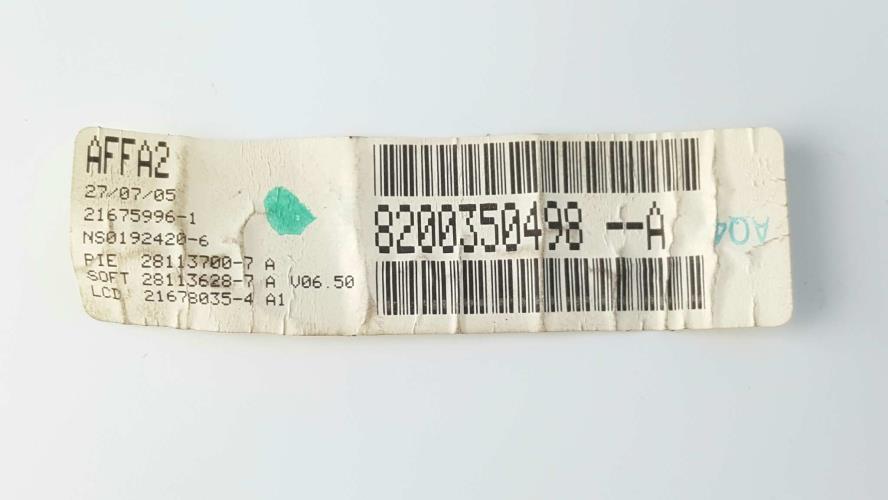 AFFA2
27/07/05
21675996-1
NS0192420-6
PIE 28113700-7 A
SOFT 28113628-7 A V06.50
LCD 21678035-4 A1
8200350498 --A
AQ4